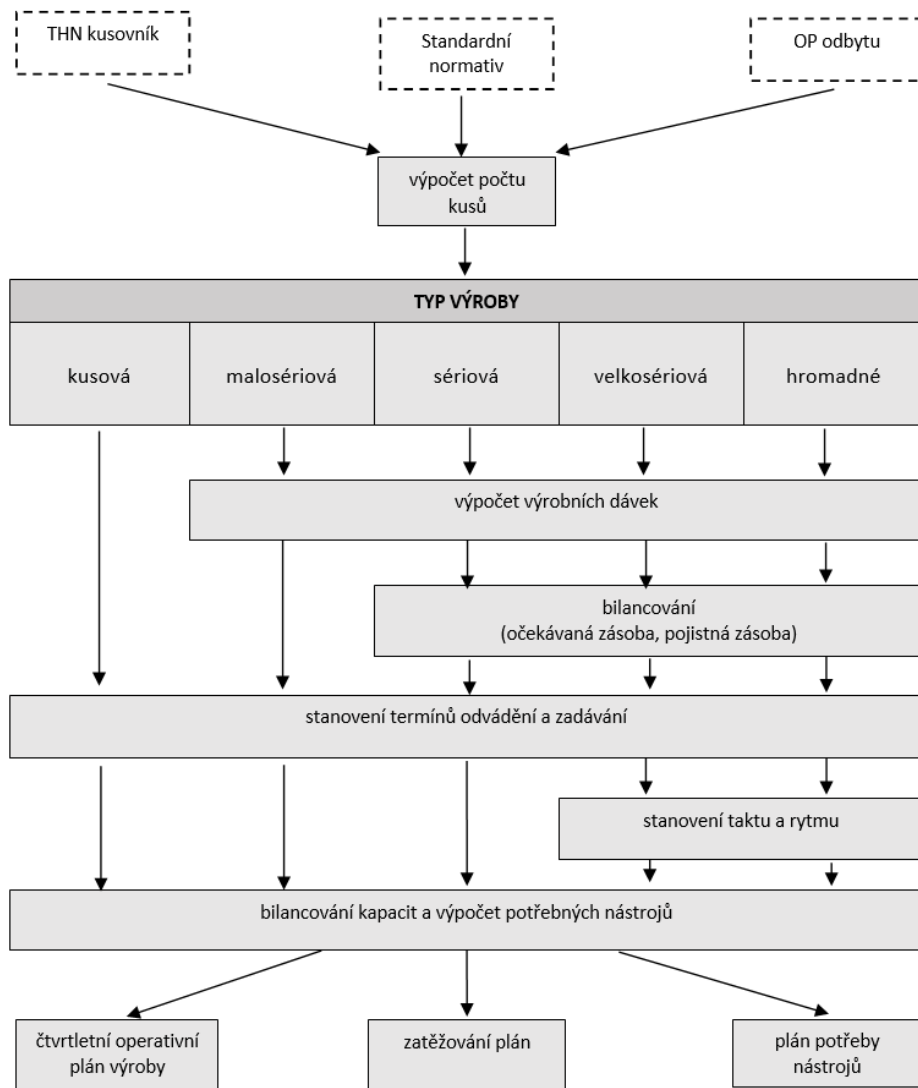 THN kusovník
Standardní
normativ
OP odbytu
výpočet počtu
kusů
TYP VÝROBY
kusová
malosériová
sériová
velkosériová
hromadné
výpočet výrobních dávek
bilancování
(očekávaná zásoba, pojistná zásoba)
stanovení termínů odvádění a zadávání
stanovení taktu a rytmu
bilancování kapacit a výpočet potřebných nástrojů
čtvrtletní operativní
plán výroby
zatěžování plán
plán potřeby
nástrojů